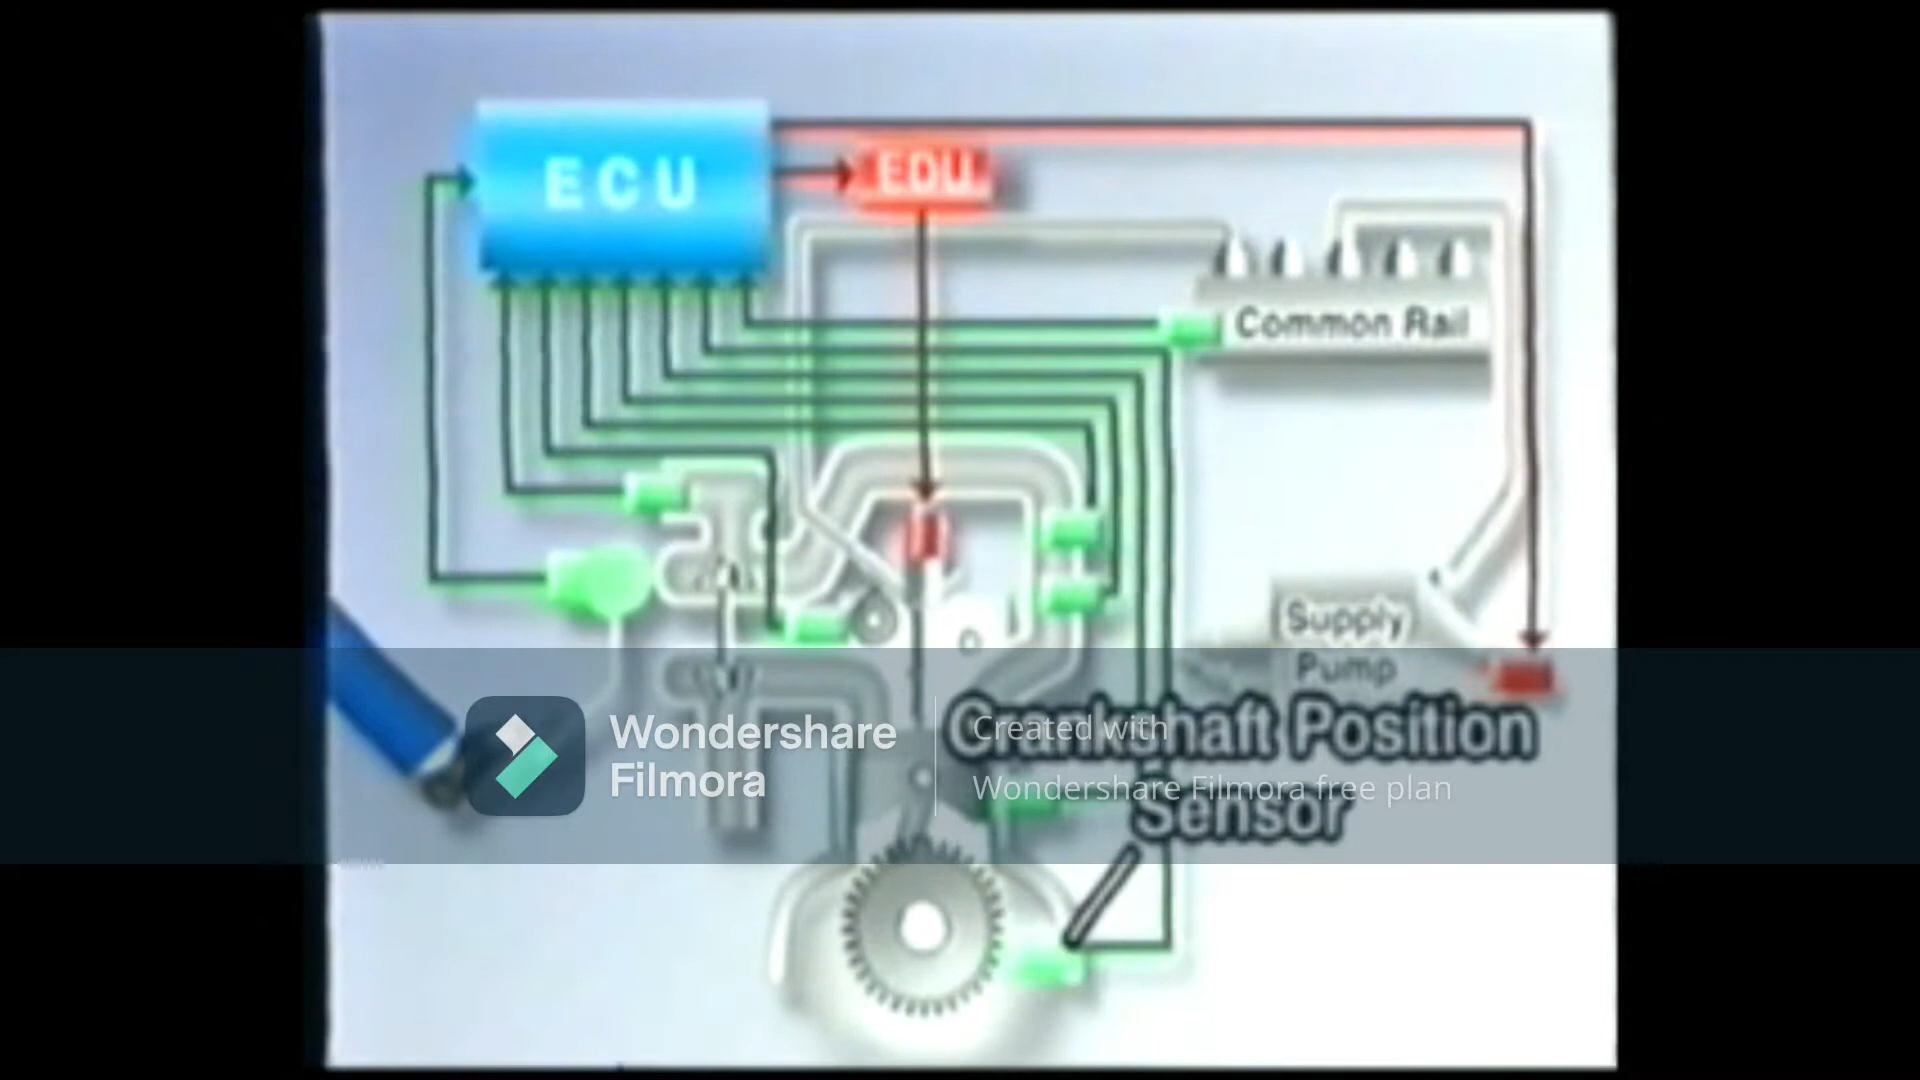 ECU
EDU
Common Rail
Supply
Pump
Crankshaft Position
Sensor
Wondershare
Filmora
Created with
Wondershare Filmora free plan